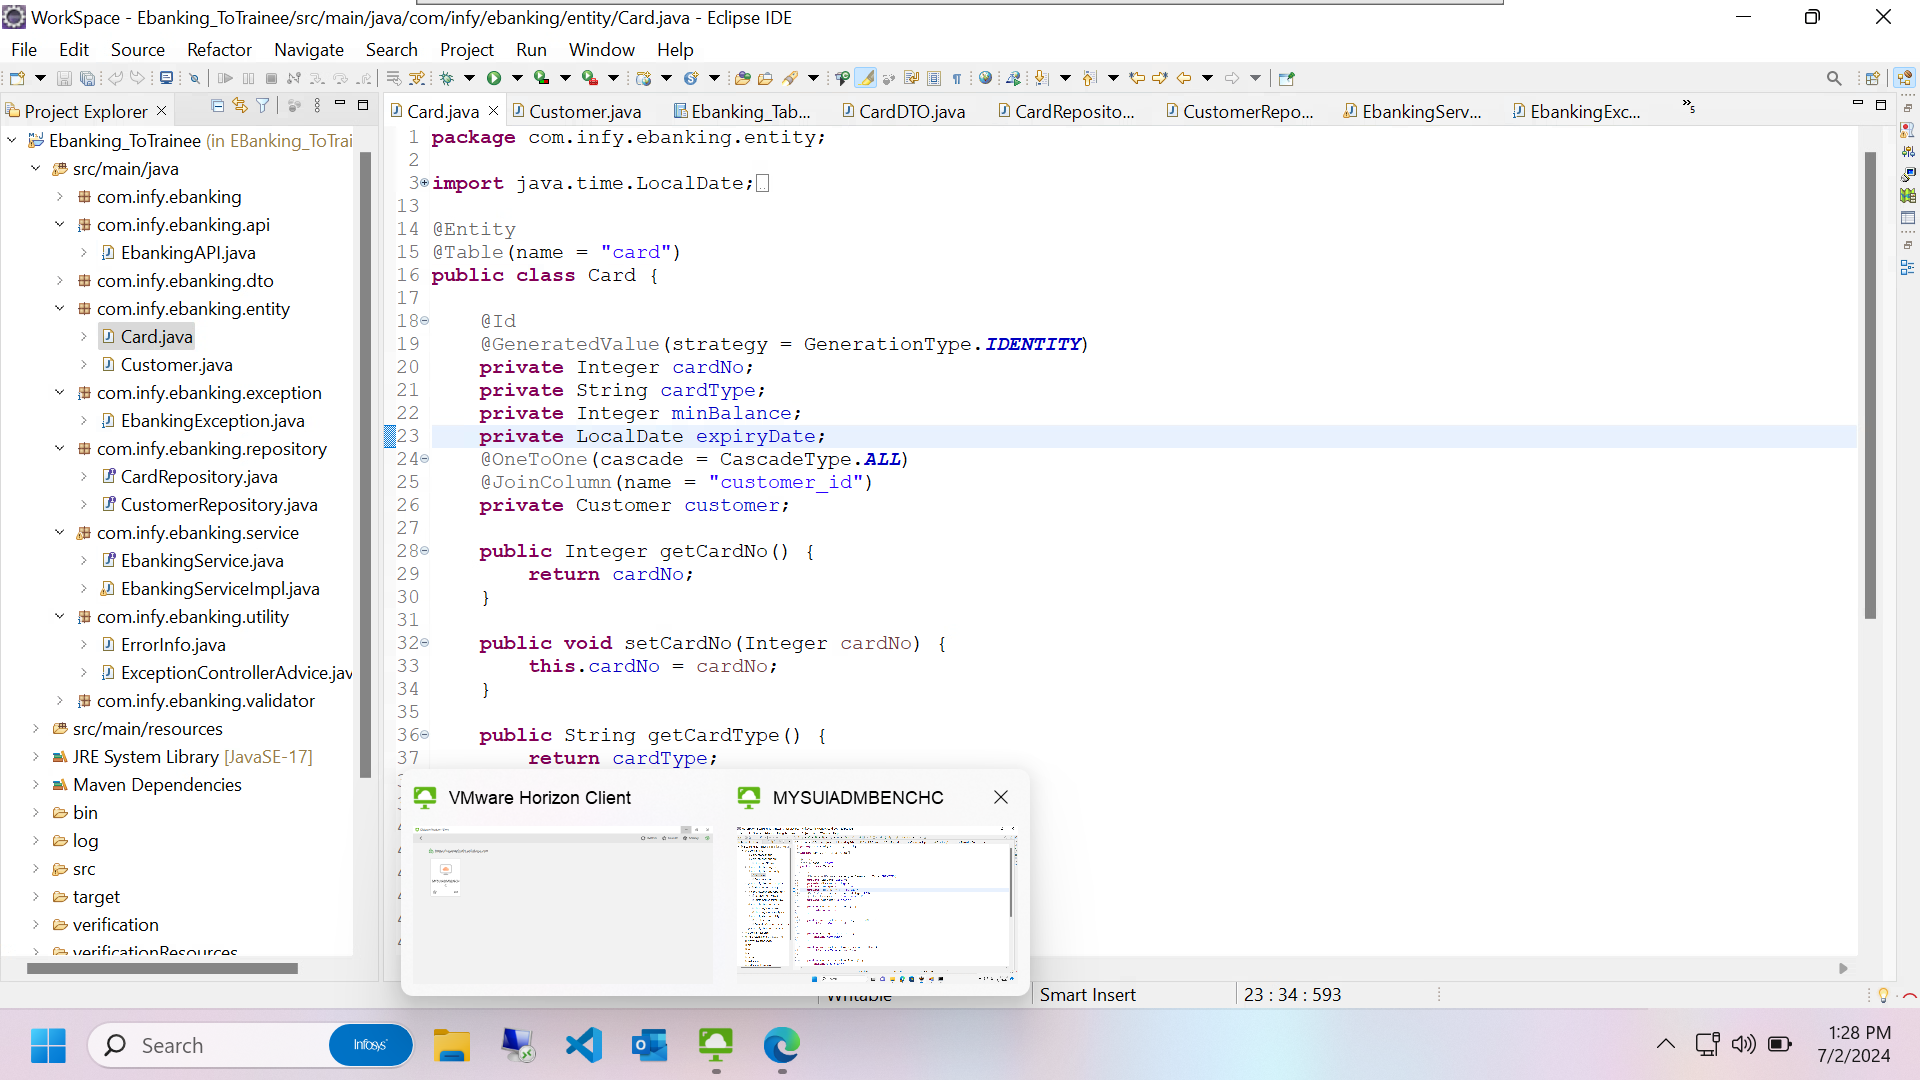 WorkSpace - Ebanking_ToTrainee/src/main/java/com/infy/ebanking/entity/Card.java - Eclipse IDE
File Edit Source Refactor Navigate Search Project Run Window Help
Project Explorer
Card.java Customer.java Ebanking_Tab... CardDTO.java CardReposito... CustomerRepo... EbankingServ... EbankingExc... »5
Ebanking_ToTrainee (in EBanking_ToTrai
src/main/java
com.infy.ebanking
com.infy.ebanking.api
EbankingAPI.java
com.infy.ebanking.dto
com.infy.ebanking.entity
Card.java
Customer.java
com.infy.ebanking.exception
EbankingException.java
com.infy.ebanking.repository
CardRepository.java
CustomerRepository.java
com.infy.ebanking.service
EbankingService.java
EbankingServiceImpl.java
com.infy.ebanking.utility
ErrorInfo.java
ExceptionControllerAdvice.jav
com.infy.ebanking.validator
src/main/resources
JRE System Library [JavaSE-17]
Maven Dependencies
bin
log
src
target
verification
verificationResources
1 package com.infy.ebanking.entity;
2
3 import java.time.LocalDate;
13
14 @Entity
15 @Table(name = "card")
16 public class Card {
17
18 @Id
19 @GeneratedValue(strategy = GenerationType.IDENTITY)
20 private Integer cardNo;
21 private String cardType;
22 private Integer minBalance;
23 private LocalDate expiryDate;
24 @OneToOne(cascade = CascadeType.ALL)
25 @JoinColumn(name = "customer_id")
26 private Customer customer;
27
28 public Integer getCardNo() {
29 return cardNo;
30 }
31
32 public void setCardNo(Integer cardNo) {
33 this.cardNo = cardNo;
34 }
35
36 public String getCardType() {
37 return cardType;
VMware Horizon Client
MYSUIADMBENCHC
Writable Smart Insert 23 : 34 : 593
Search Infosys
1:28 PM
7/2/2024